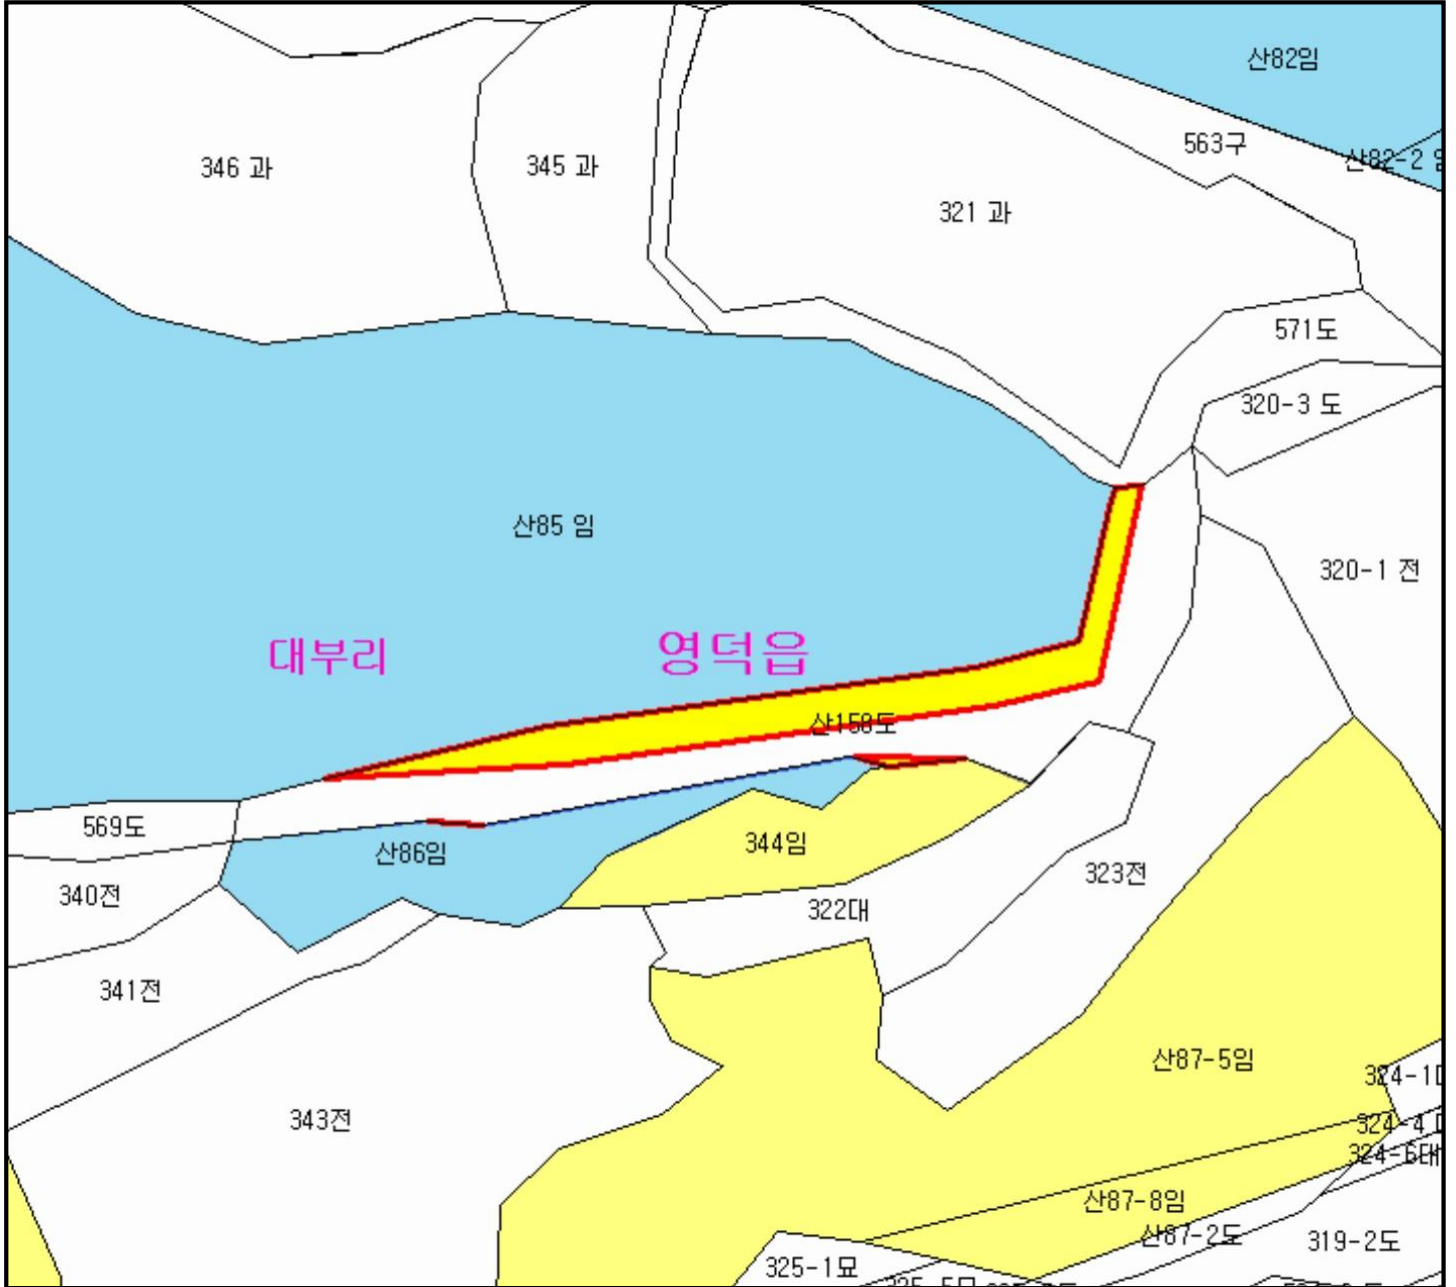 산82임
563구
산82-2 임
346 과
345 과
321 과
571도
320-3 도
산85 임
320-1 전
대부리
영덕읍
산158도
569도
산86임
344임
323전
340전
322대
341전
산87-5임
324-1
343전
324-4
324-6대
산87-8임
산87-2도
319-2도
325-1묘